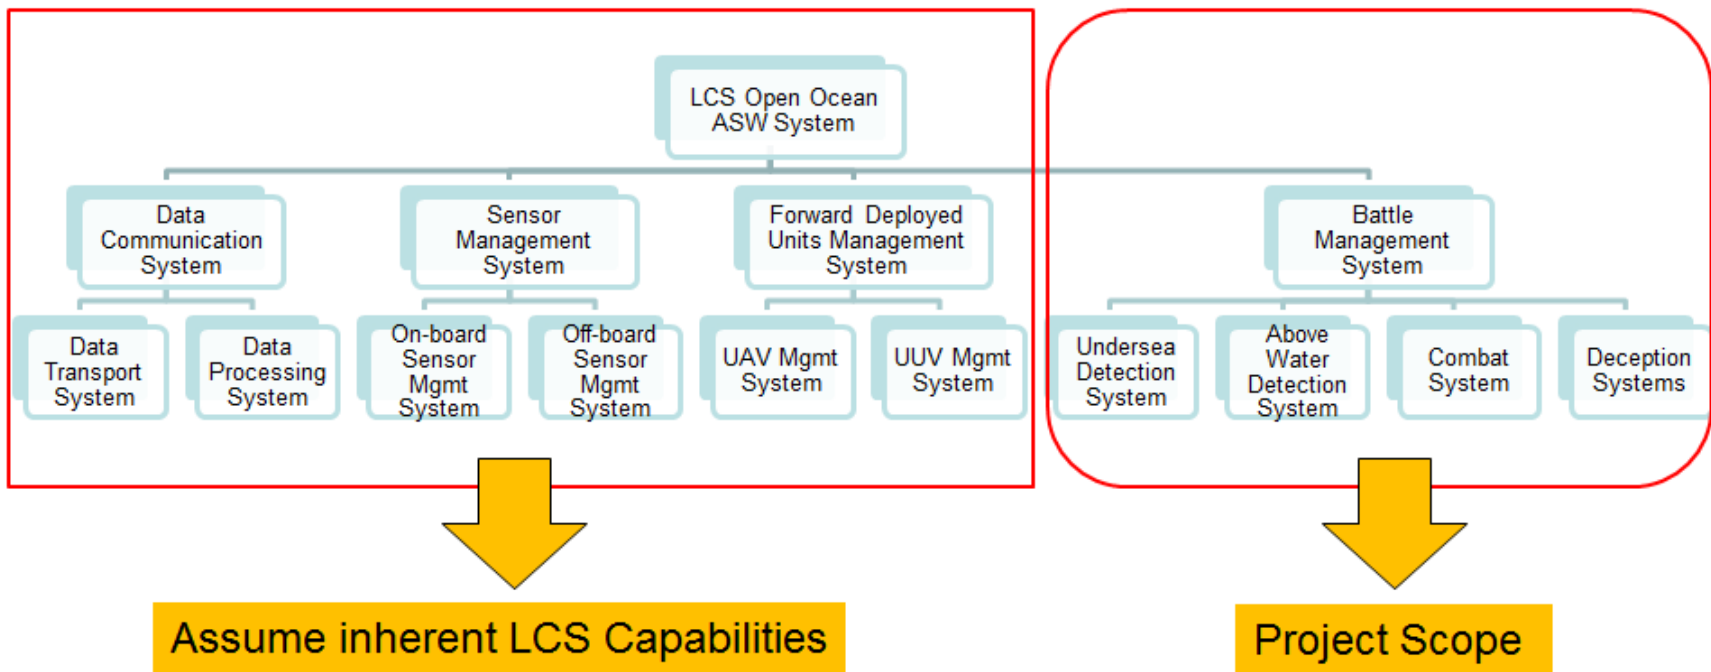 LCS Open Ocean
ASW System
Data
Communication
System
Sensor
Management
System
Forward Deployed
Units Management
System
Battle
Management
System
Data
Transport
System
Data
Processing
System
On-board
Sensor
Mgmt
System
Off-board
Sensor
Mgmt
System
UAV Mgmt
System
UUV Mgmt
System
Undersea
Detection
System
Above
Water
Detection
System
Combat
System
Deception
Systems
Assume inherent LCS Capabilities
Project Scope